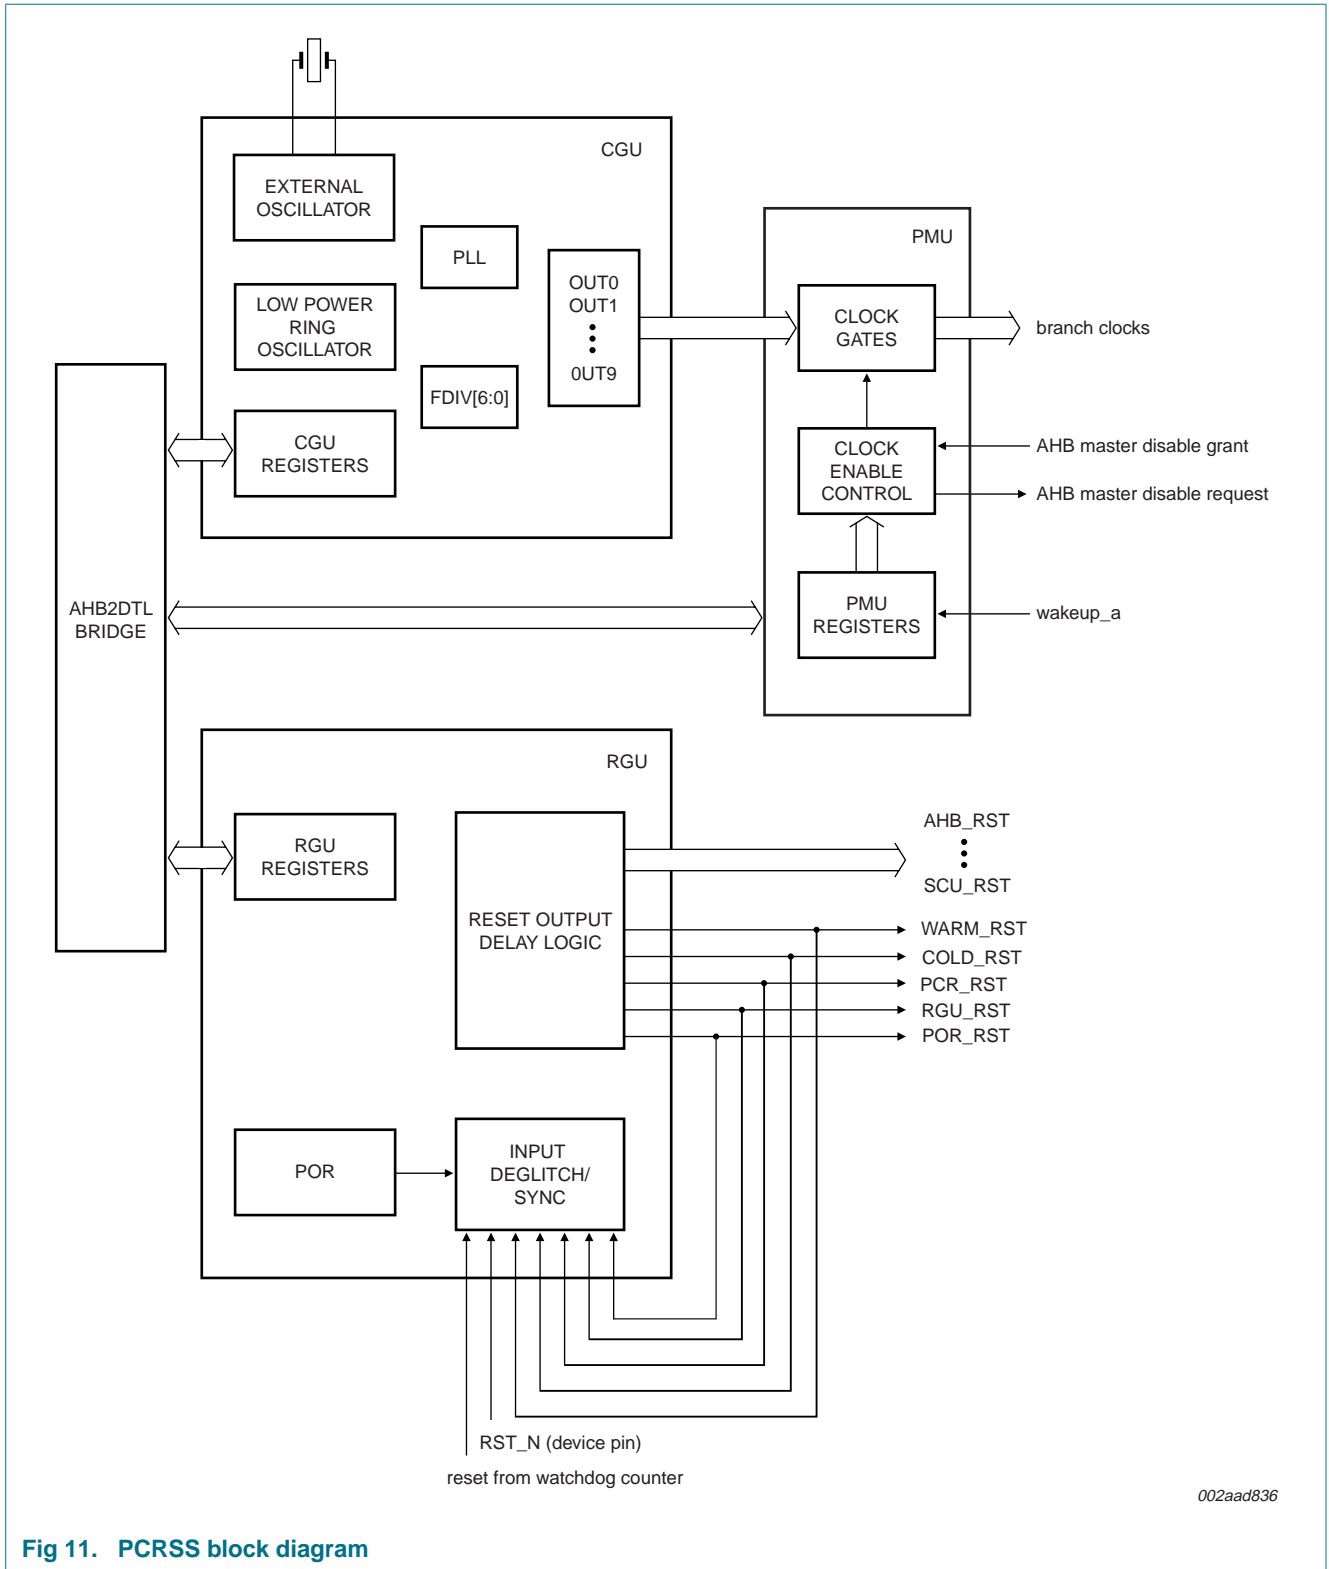 CGU
EXTERNAL
OSCILLATOR
PLL
LOW POWER
RING
OSCILLATOR
FDIV[6:0]
CGU
REGISTERS
OUT0
OUT1
0UT9
PMU
CLOCK
GATES
branch clocks
CLOCK
ENABLE
CONTROL
AHB master disable grant
AHB master disable request
PMU
REGISTERS
wakeup_a
AHB2DTL
BRIDGE
RGU
RGU
REGISTERS
RESET OUTPUT
DELAY LOGIC
AHB_RST
SCU_RST
WARM_RST
COLD_RST
PCR_RST
RGU_RST
POR_RST
POR
INPUT
DEGLITCH/
SYNC
RST_N (device pin)
reset from watchdog counter
002aad836
Fig 11. PCRSS block diagram